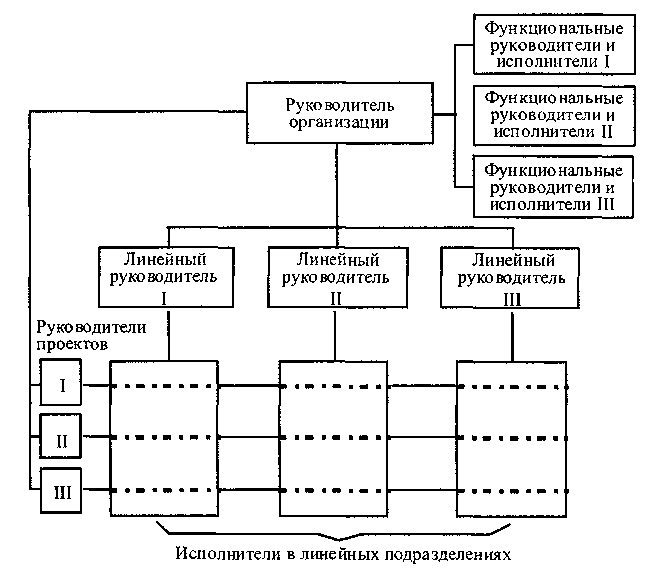 Функциональные
руководители и
исполнители I
Руководитель
организации
Функциональные
руководители и
исполнители II
Функциональные
руководители и
исполнители III
Линейный
руководитель
I
Линейный
руководитель
II
Линейный
руководитель
III
Руководители
проектов
I
II
III
Исполнители в линейных подразделениях